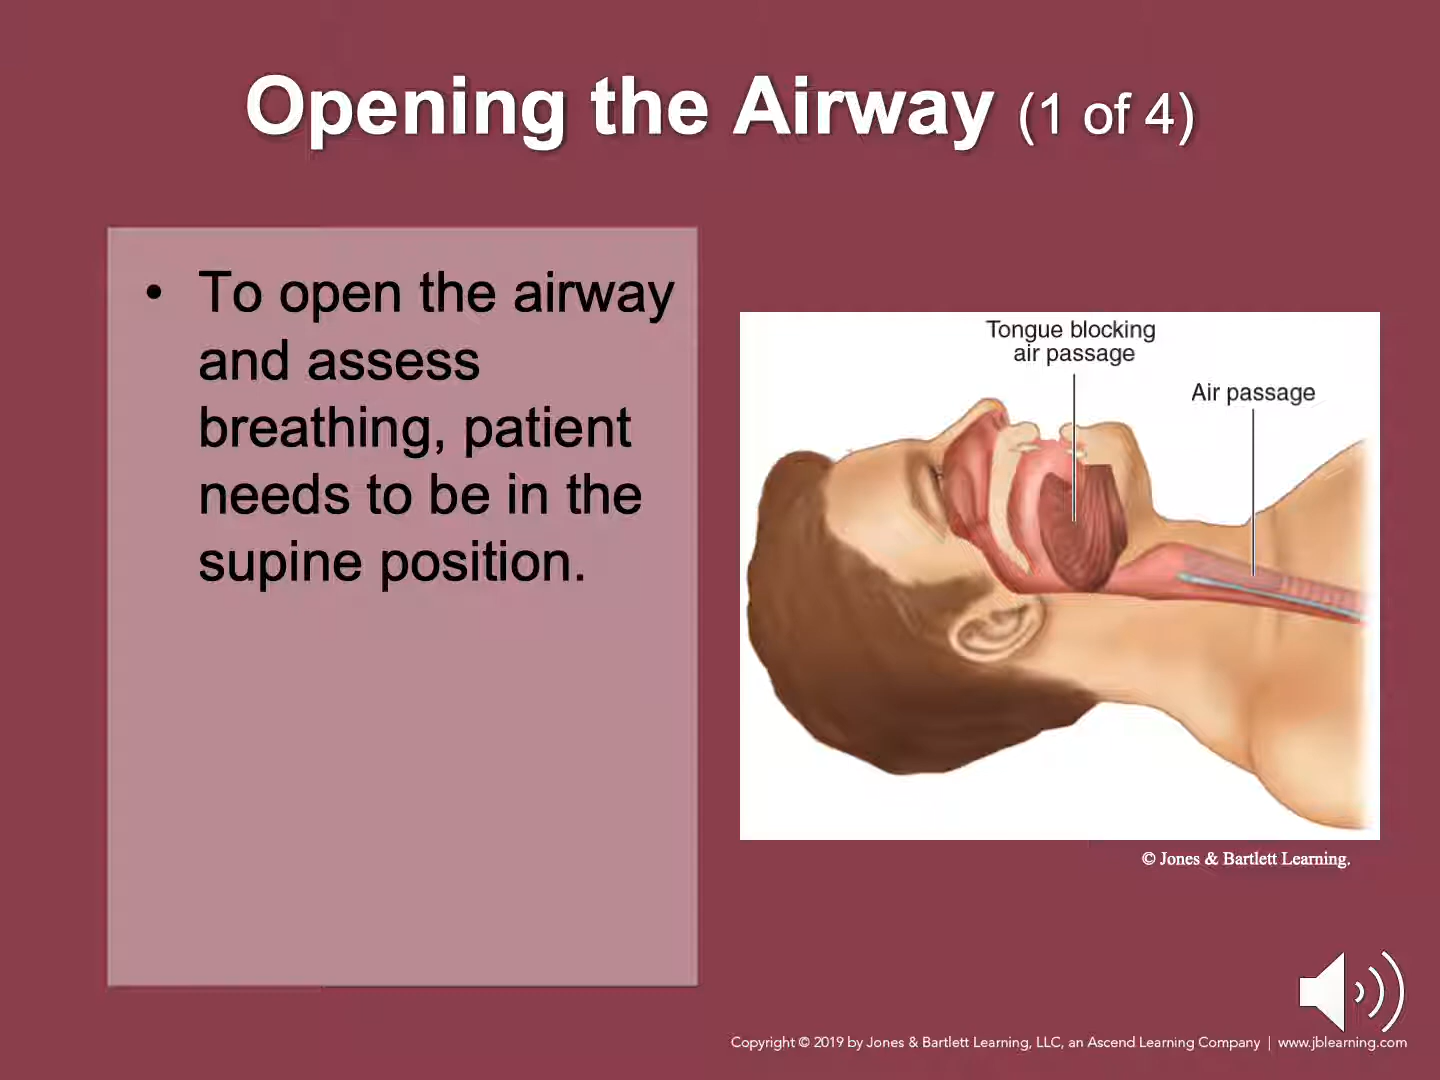 Opening the Airway (1 of 4)
• To open the airway
and assess
breathing, patient
needs to be in the
supine position.
Tongue blocking
air passage
Air passage
© Jones & Bartlett Learning.
Copyright © 2019 by Jones & Bartlett Learning, LLC, an Ascend Learning Company | www.jblearning.com